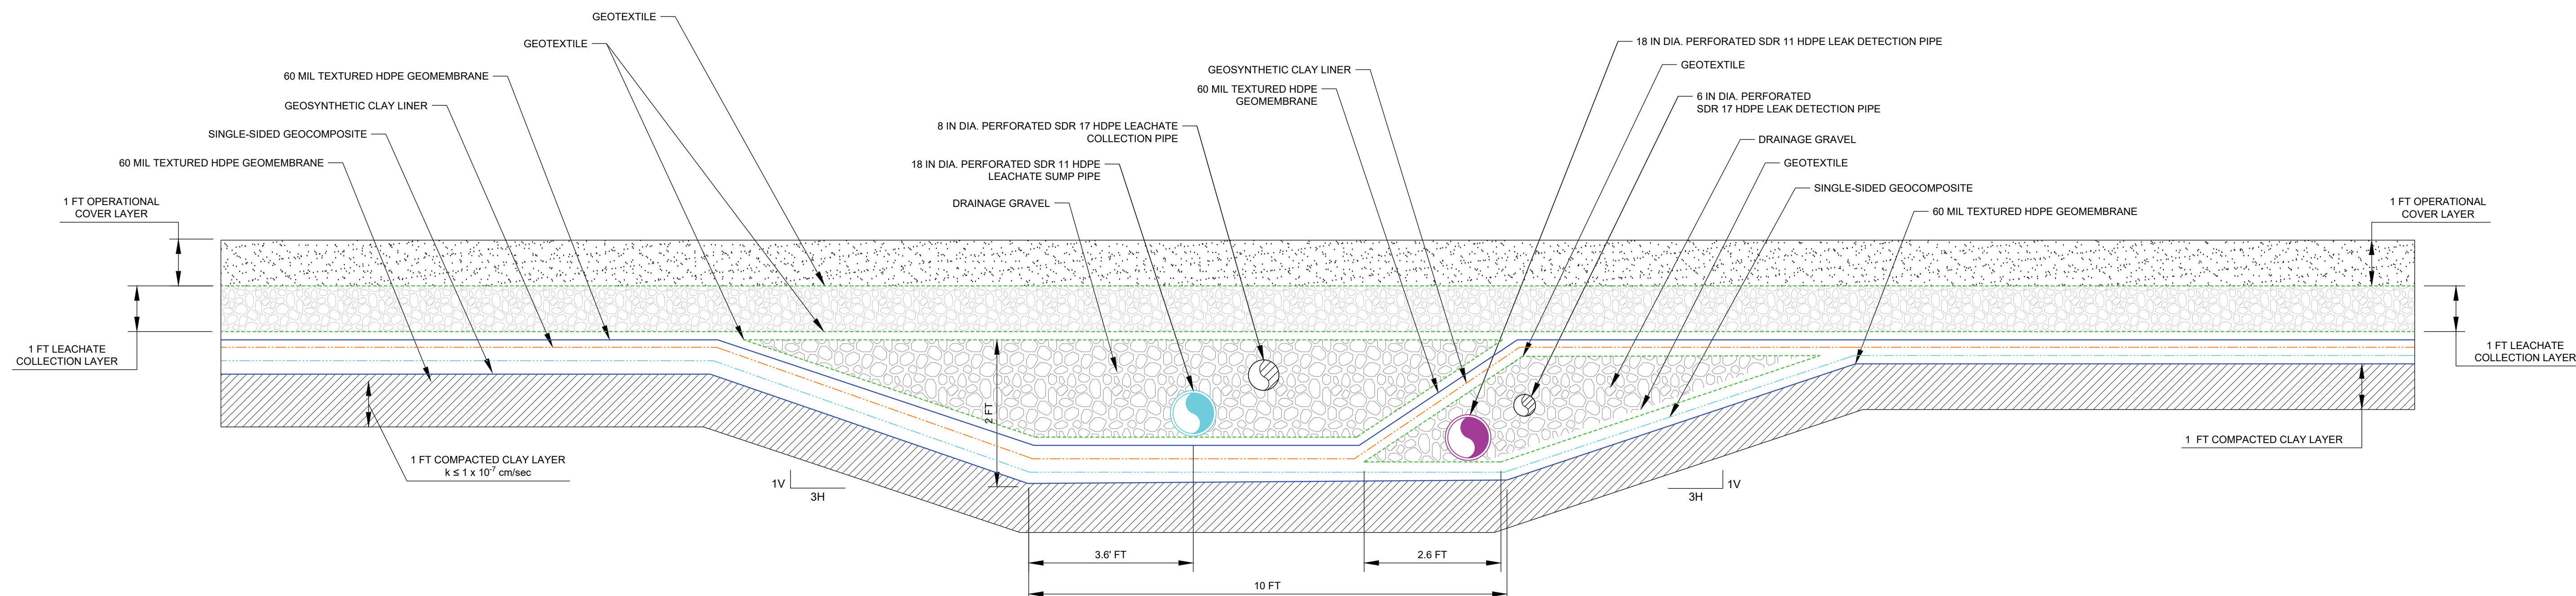 GEOTEXTILE
GEOTEXTILE
60 MIL TEXTURED HDPE GEOMEMBRANE
GEOSYNTHETIC CLAY LINER
SINGLE-SIDED GEOCOMPOSITE
60 MIL TEXTURED HDPE GEOMEMBRANE
1 FT OPERATIONAL
COVER LAYER
1 FT LEACHATE
COLLECTION LAYER
1 FT COMPACTED CLAY LAYER
k ≤ 1 x 10⁻⁷ cm/sec
GEOSYNTHETIC CLAY LINER
60 MIL TEXTURED HDPE
GEOMEMBRANE
8 IN DIA. PERFORATED SDR 17 HDPE LEACHATE
COLLECTION PIPE
18 IN DIA. PERFORATED SDR 11 HDPE
LEACHATE SUMP PIPE
DRAINAGE GRAVEL
18 IN DIA. PERFORATED SDR 11 HDPE LEAK DETECTION PIPE
GEOTEXTILE
6 IN DIA. PERFORATED
SDR 17 HDPE LEAK DETECTION PIPE
DRAINAGE GRAVEL
GEOTEXTILE
SINGLE-SIDED GEOCOMPOSITE
60 MIL TEXTURED HDPE GEOMEMBRANE
1 FT OPERATIONAL
COVER LAYER
1 FT LEACHATE
COLLECTION LAYER
1 FT COMPACTED CLAY LAYER
2 FT
1V
3H
3H
1V
3.6' FT
2.6 FT
10 FT